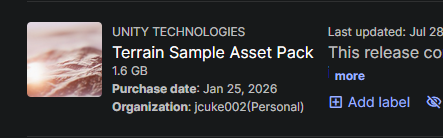 UNITY TECHNOLOGIES
Terrain Sample Asset Pack
1.6 GB
Purchase date: Jan 25, 2026
Organization: jcuke002(Personal)
Last updated: Jul 28
This release co
more
Add label